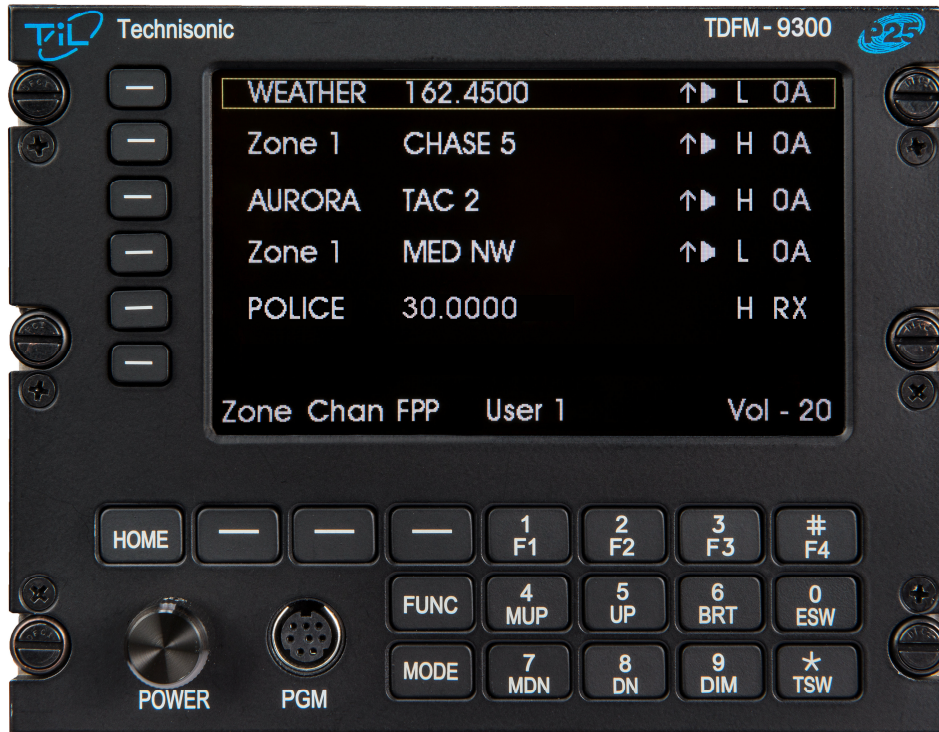 TiL Technisonic TDFM - 9300 P25
WEATHER 162.4500 L 0A
Zone 1 CHASE 5 H 0A
AURORA TAC 2 H 0A
Zone 1 MED NW L 0A
POLICE 30.0000 H RX
Zone Chan FPP User 1 Vol - 20
HOME 1 F1 2 F2 3 F3 # F4
FUNC 4 MUP 5 UP 6 BRT 0 ESW
MODE 7 MDN 8 DN 9 DIM * TSW
POWER PGM